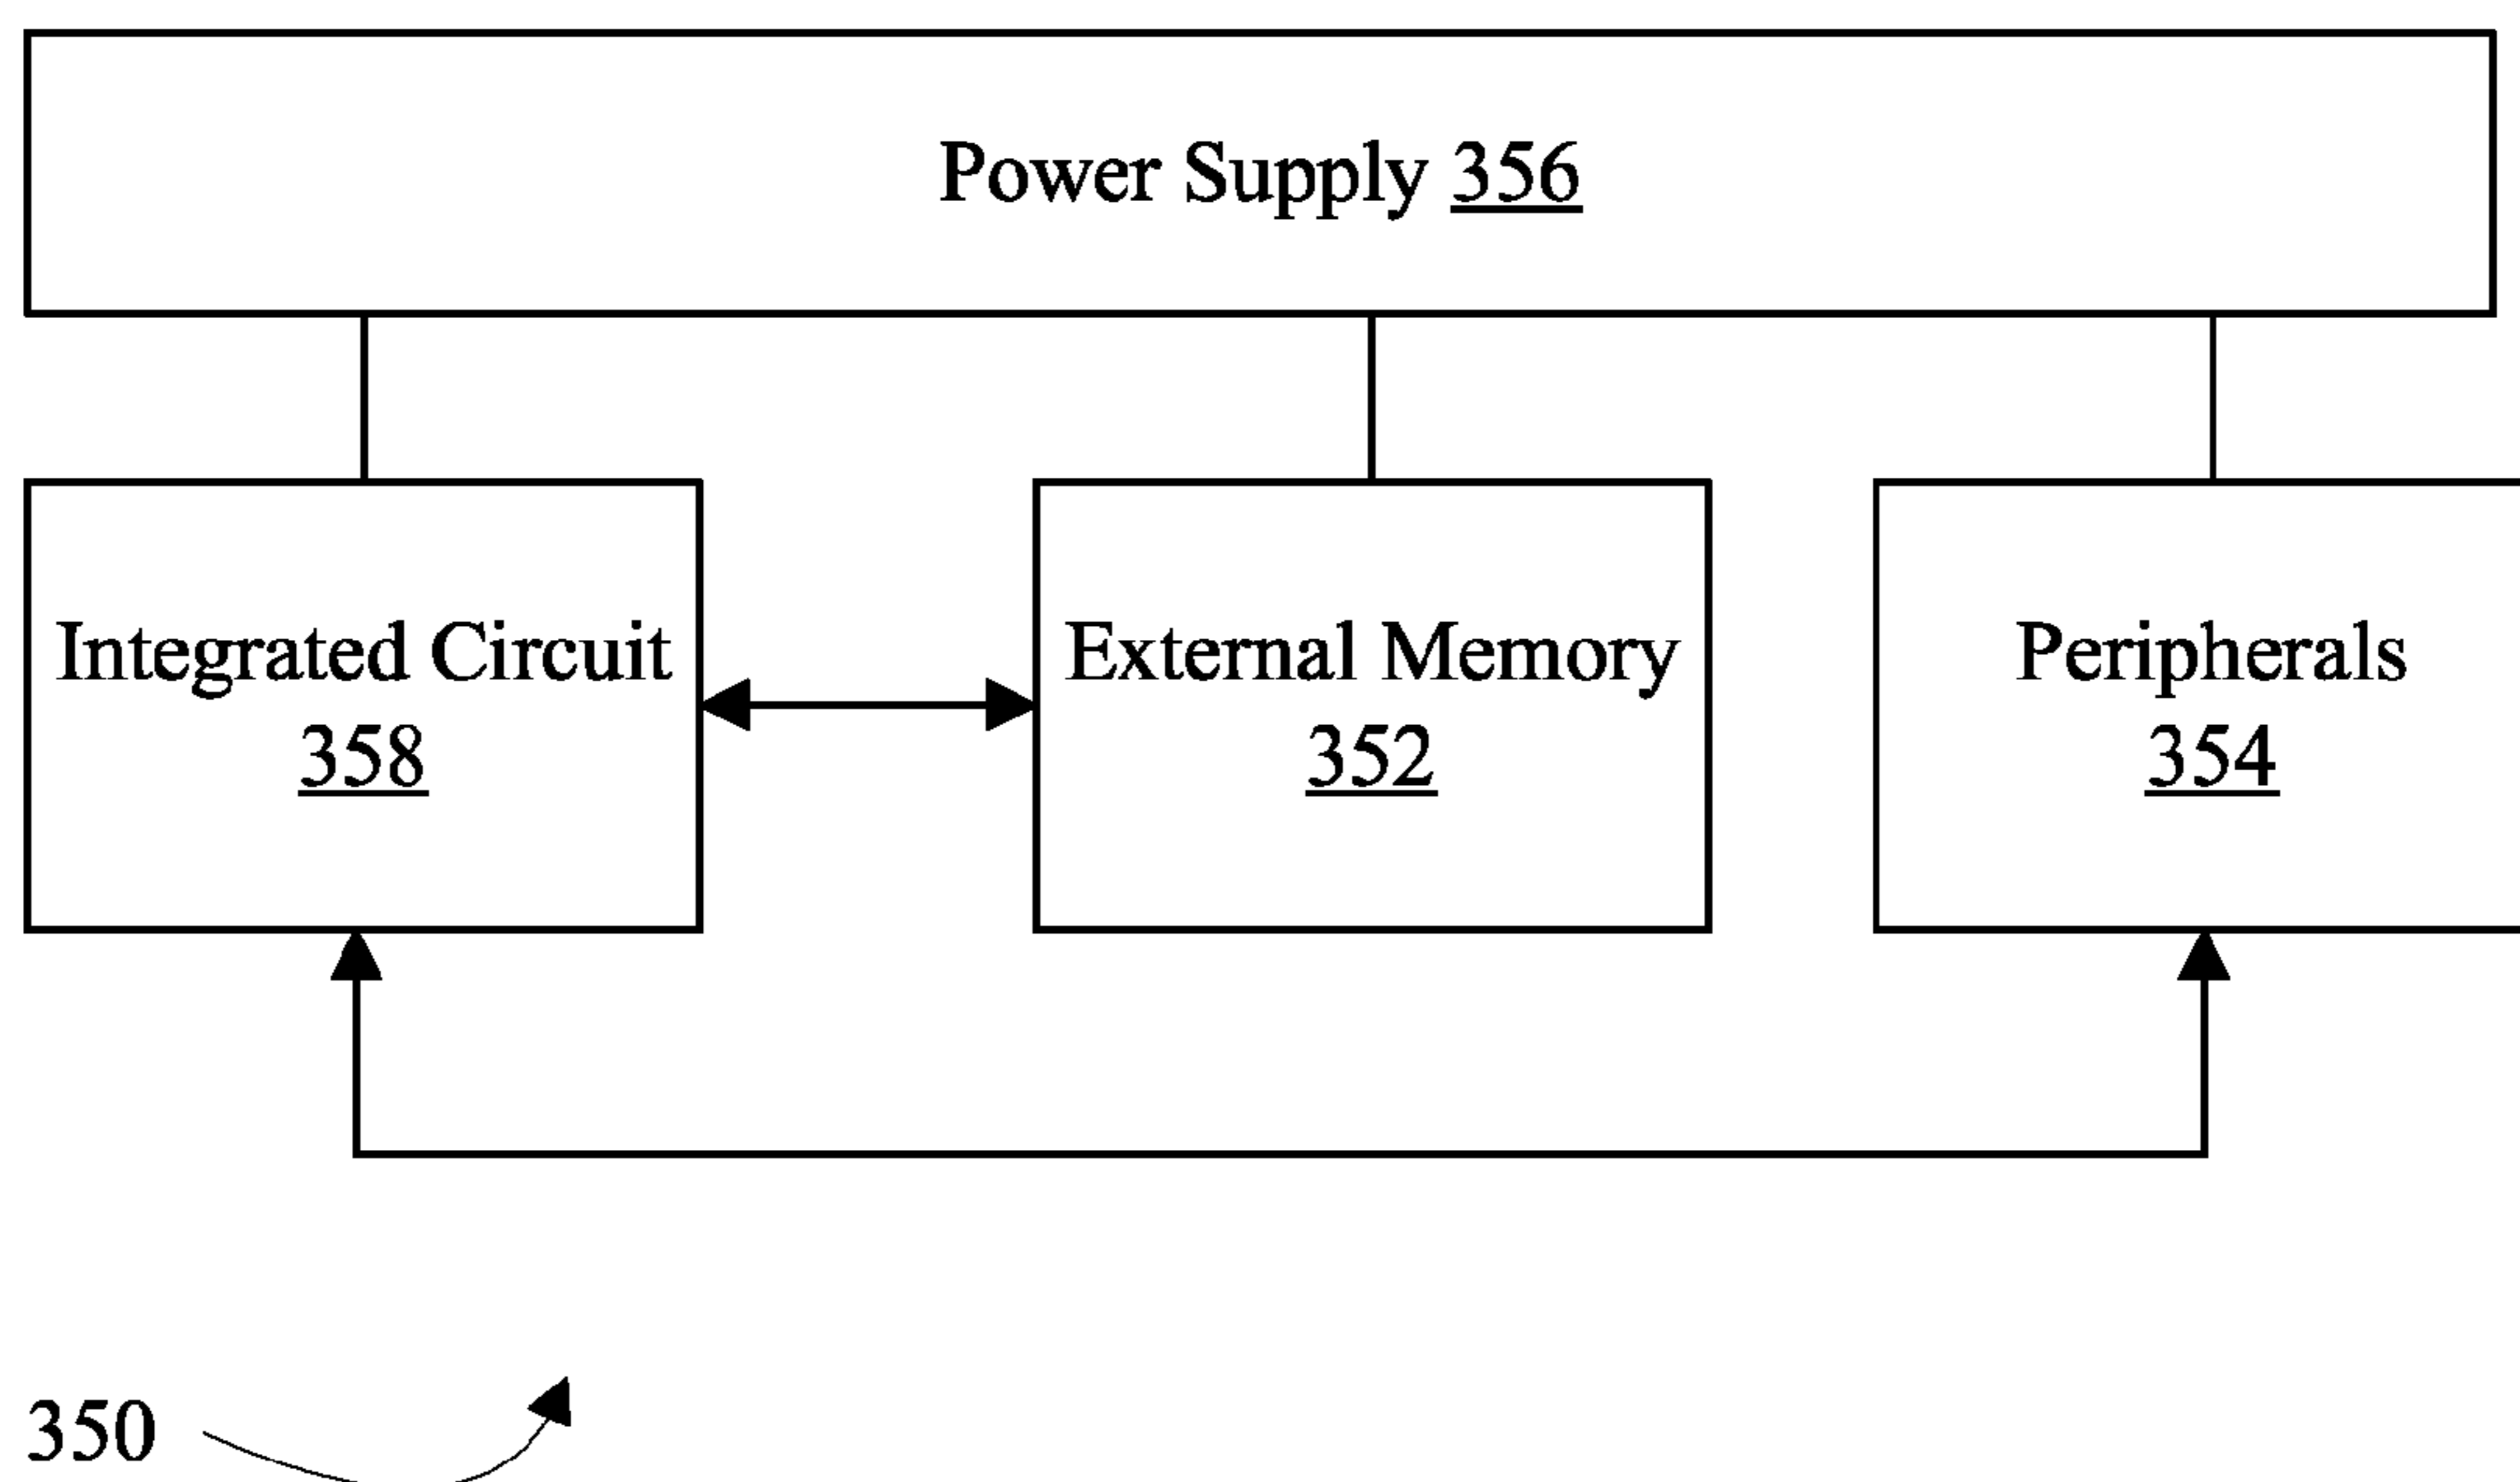 Power Supply 356
Integrated Circuit
358
External Memory
352
Peripherals
354
350